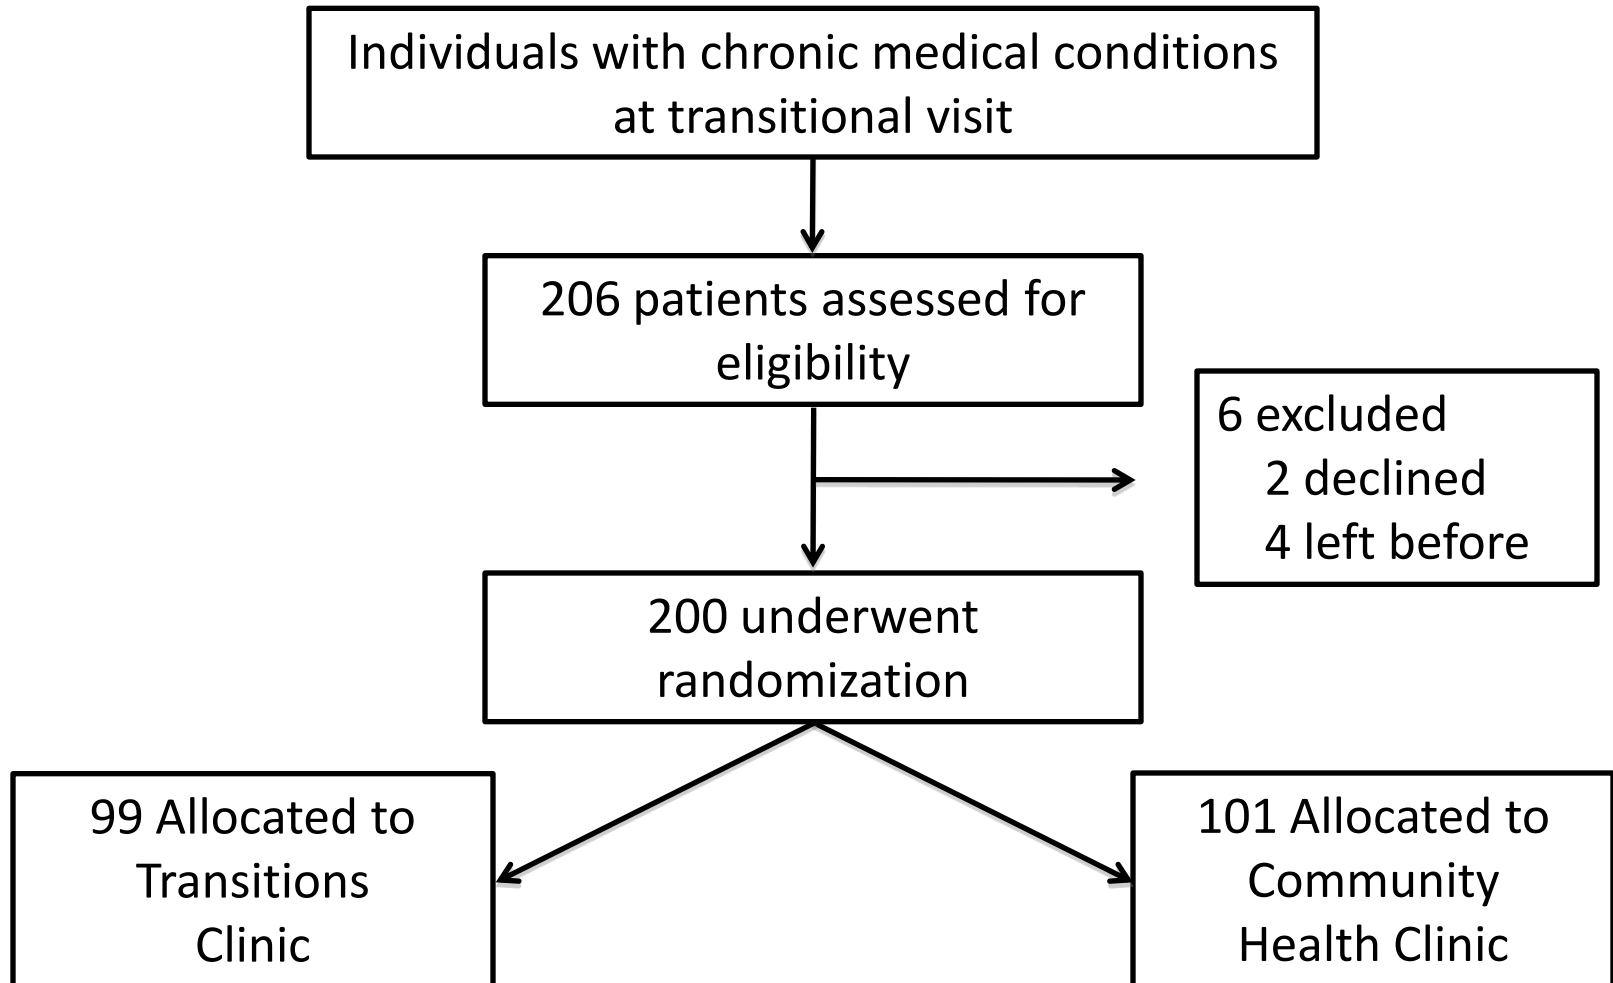 Individuals with chronic medical conditions
at transitional visit
206 patients assessed for
eligibility
6 excluded
2 declined
4 left before
200 underwent
randomization
99 Allocated to
Transitions
Clinic
101 Allocated to
Community
Health Clinic